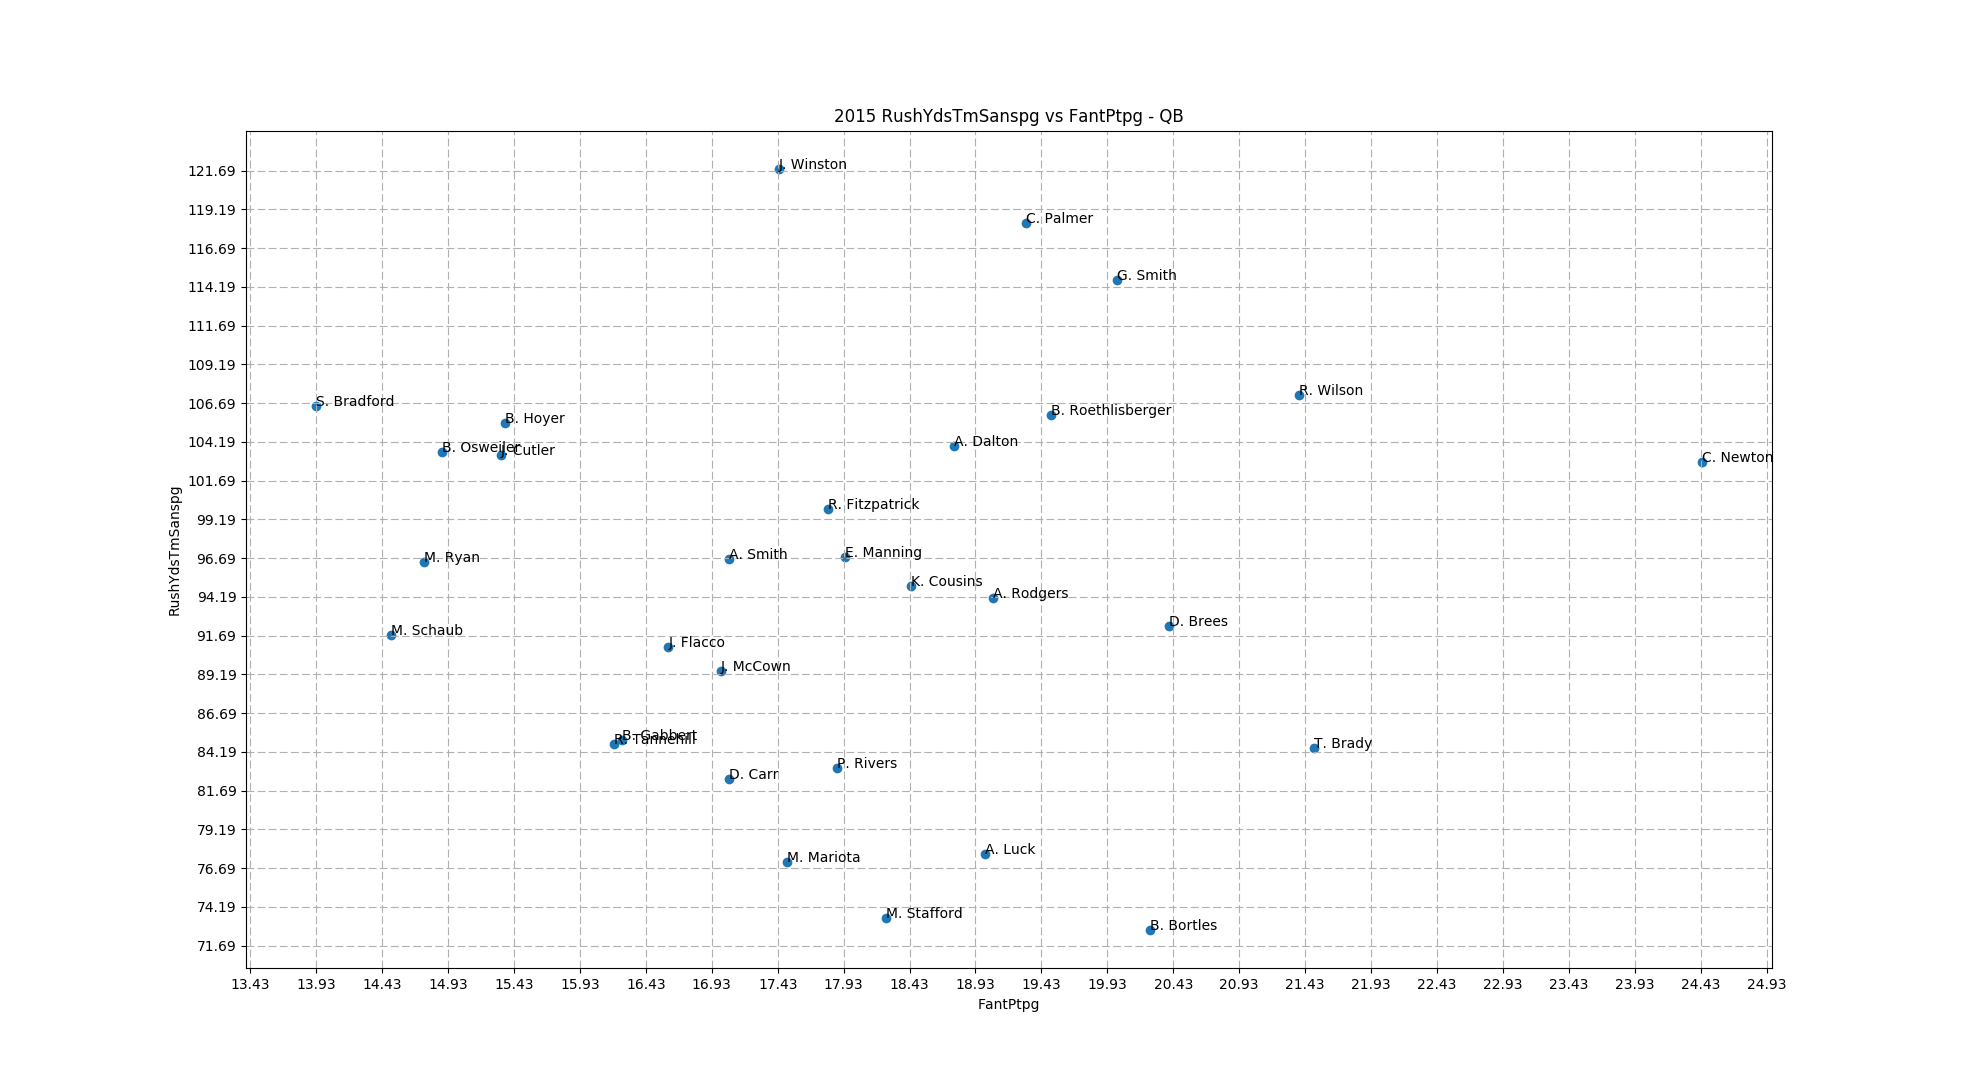 2015 RushYdsTmSanspg vs FantPtpg - QB
121.69
119.19
116.69
114.19
111.69
109.19
106.69
104.19
101.69
99.19
96.69
94.19
91.69
89.19
86.69
84.19
81.69
79.19
76.69
74.19
71.69
RushYdsTmSanspg
J. Winston
C. Palmer
G. Smith
R. Wilson
S. Bradford
B. Roethlisberger
B. Hoyer
A. Dalton
B. Osweiler
J. Cutler
C. Newton
R. Fitzpatrick
E. Manning
A. Smith
M. Ryan
K. Cousins
A. Rodgers
D. Brees
M. Schaub
J. Flacco
J. McCown
B. Gabbert
R. Tannehill
T. Brady
P. Rivers
D. Carr
A. Luck
M. Mariota
M. Stafford
B. Bortles
13.43 13.93 14.43 14.93 15.43 15.93 16.43 16.93 17.43 17.93 18.43 18.93 19.43 19.93 20.43 20.93 21.43 21.93 22.43 22.93 23.43 23.93 24.43 24.93
FantPtpg